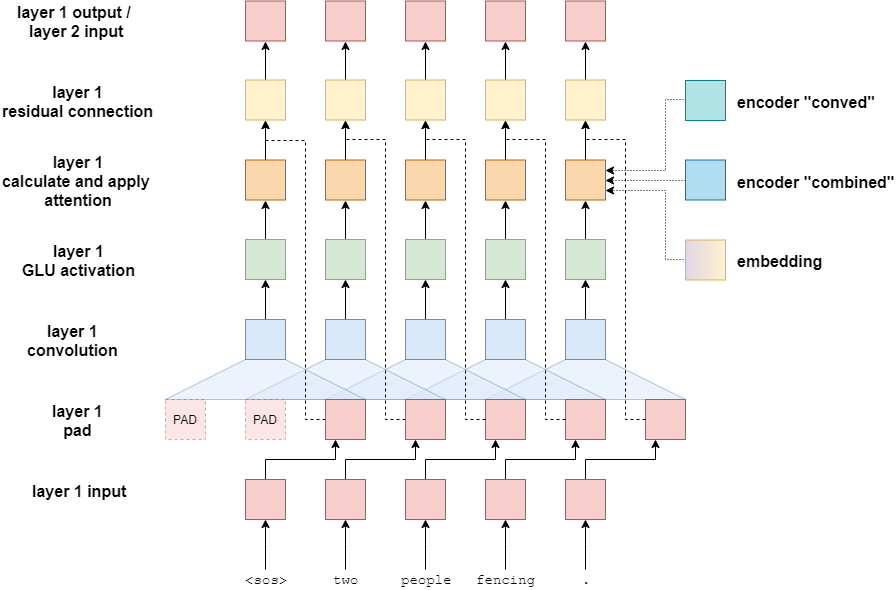 layer 1 output /
layer 2 input
layer 1
residual connection
encoder "conved"
layer 1
calculate and apply
attention
encoder "combined"
layer 1
GLU activation
embedding
layer 1
convolution
layer 1
pad
PAD
PAD
layer 1 input
<sos> two people fencing .